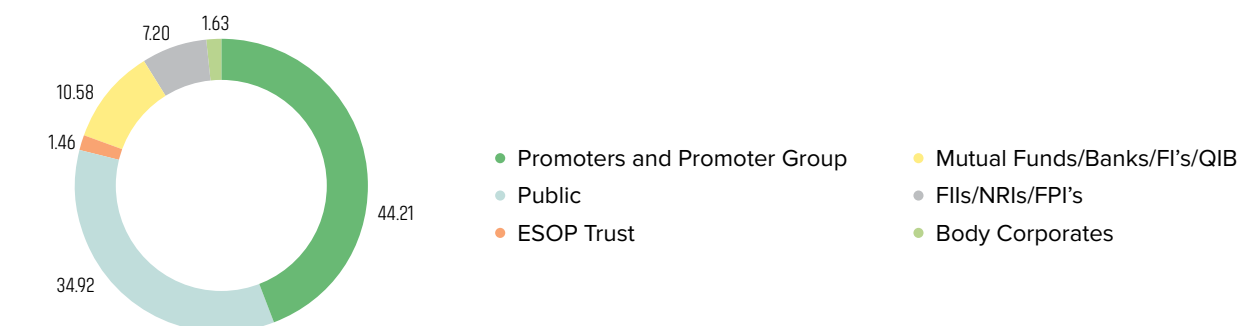 1.63
7.20
10.58
1.46
44.21
34.92
Promoters and Promoter Group
Public
ESOP Trust
Mutual Funds/Banks/FI's/QIB
FIIs/NRIs/FPI's
Body Corporates